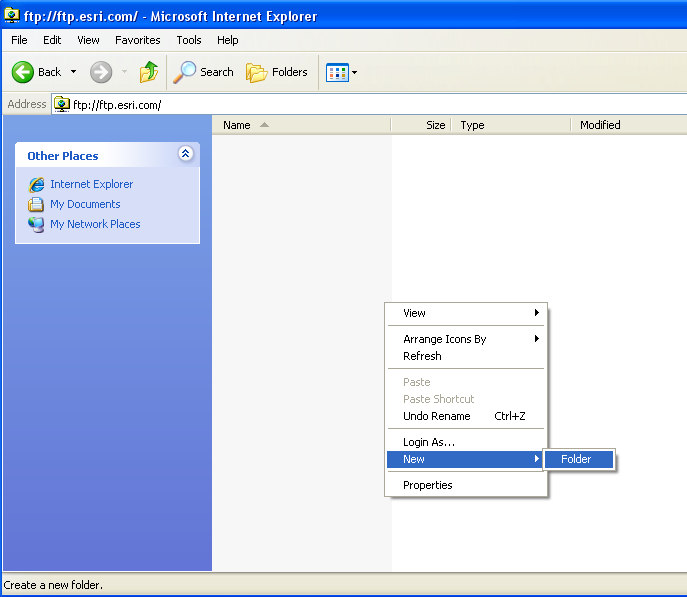 ftp://ftp.esri.com/ - Microsoft Internet Explorer
File Edit View Favorites Tools Help
Back Search Folders
Address ftp://ftp.esri.com/
Name Size Type Modified
Other Places
Internet Explorer
My Documents
My Network Places
View
Arrange Icons By
Refresh
Paste
Paste Shortcut
Undo Rename Ctrl+Z
Login As...
New Folder
Properties
Create a new folder.